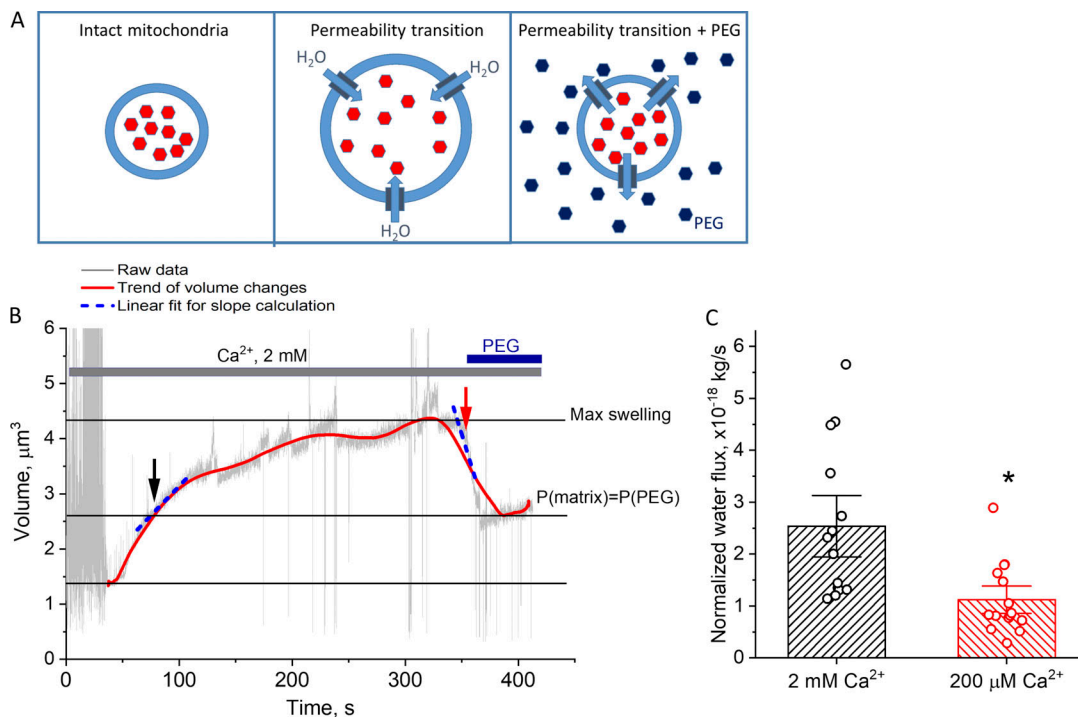 A
Intact mitochondria
Permeability transition
Permeability transition + PEG
H₂O
H₂O
H₂O
PEG
Raw data
Trend of volume changes
Linear fit for slope calculation
B
Volume, μm³
6
5
4
3
2
1
0
Ca²⁺, 2 mM
PEG
Max swelling
P(matrix)=P(PEG)
0
100
200
300
400
Time, s
C
Normalized water flux, x10⁻¹⁸ kg/s
6
5
4
3
2
1
0
*
2 mM Ca²⁺
200 μM Ca²⁺